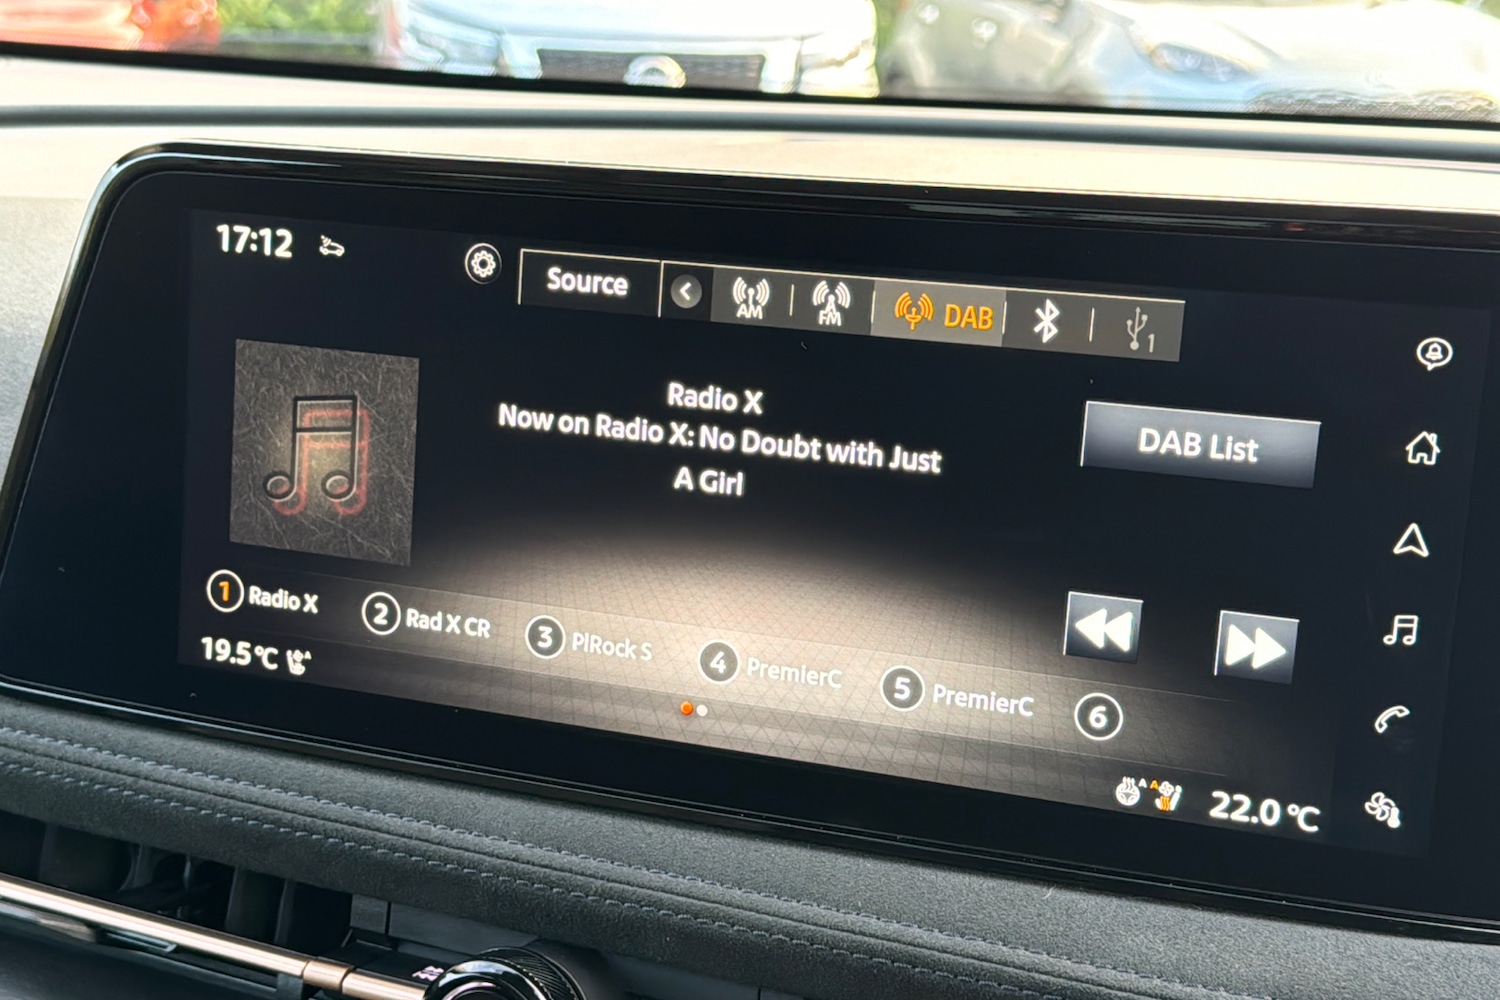 17:12
Source
AM
FM
DAB
1
Radio X
Now on Radio X: No Doubt with Just
A Girl
DAB List
1 Radio X
2 Rad X CR
3 PlRock S
4 PremierC
5 PremierC
6
19.5°C
A
A A
22.0°C